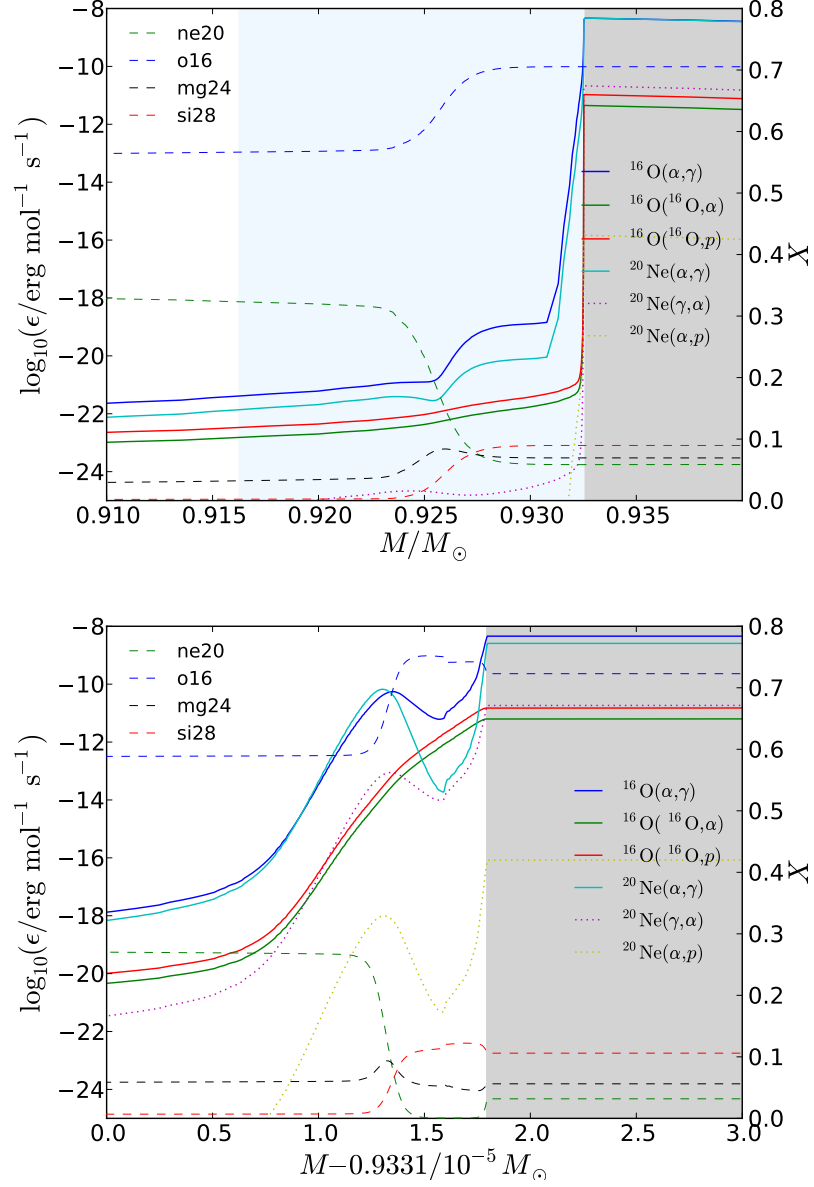 −8
−10
−12
−14
−16
−18
−20
−22
−24
log₁₀(ϵ/erg mol⁻¹ s⁻¹)
ne20
o16
mg24
si28
¹⁶O(α,γ)
¹⁶O(¹⁶O,α)
¹⁶O(¹⁶O,p)
²⁰Ne(α,γ)
²⁰Ne(γ,α)
²⁰Ne(α,p)
0.8
0.7
0.6
0.5
0.4
0.3
0.2
0.1
0.0
X
0.910 0.915 0.920 0.925 0.930 0.935
M/M⊙
−8
−10
−12
−14
−16
−18
−20
−22
−24
log₁₀(ϵ/erg mol⁻¹ s⁻¹)
ne20
o16
mg24
si28
¹⁶O(α,γ)
¹⁶O( ¹⁶O,α)
¹⁶O( ¹⁶O,p)
²⁰Ne(α,γ)
²⁰Ne(γ,α)
²⁰Ne(α,p)
0.8
0.7
0.6
0.5
0.4
0.3
0.2
0.1
0.0
X
0.0 0.5 1.0 1.5 2.0 2.5 3.0
M−0.9331/10⁻⁵ M⊙